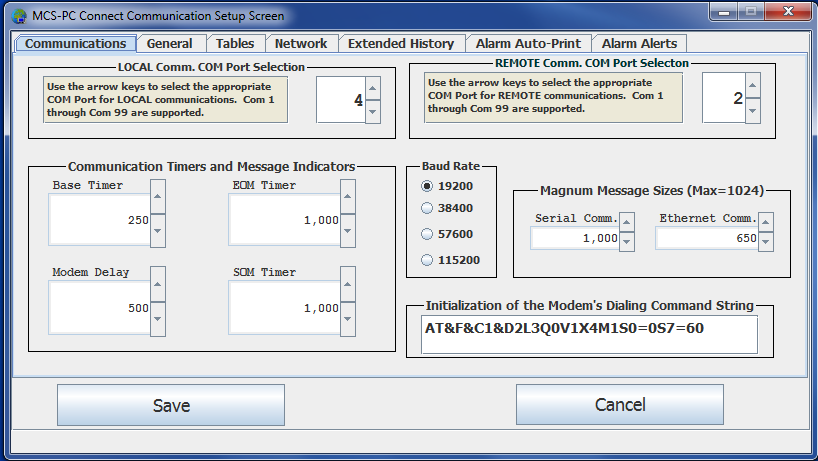 MCS-PC Connect Communication Setup Screen
Communications General Tables Network Extended History Alarm Auto-Print Alarm Alerts
LOCAL Comm. COM Port Selection
Use the arrow keys to select the appropriate
COM Port for LOCAL communications. Com 1
through Com 99 are supported.
4
REMOTE Comm. COM Port Selecton
Use the arrow keys to select the appropriate
COM Port for REMOTE communications. Com 1
through Com 99 are supported.
2
Communication Timers and Message Indicators
Base Timer EOM Timer
250 1,000
Modem Delay SOM Timer
500 1,000
Baud Rate
19200
38400
57600
115200
Magnum Message Sizes (Max=1024)
Serial Comm. Ethernet Comm.
1,000 650
Initialization of the Modem's Dialing Command String
AT&F&C1&D2L3Q0V1X4M1S0=0S7=60
Save Cancel